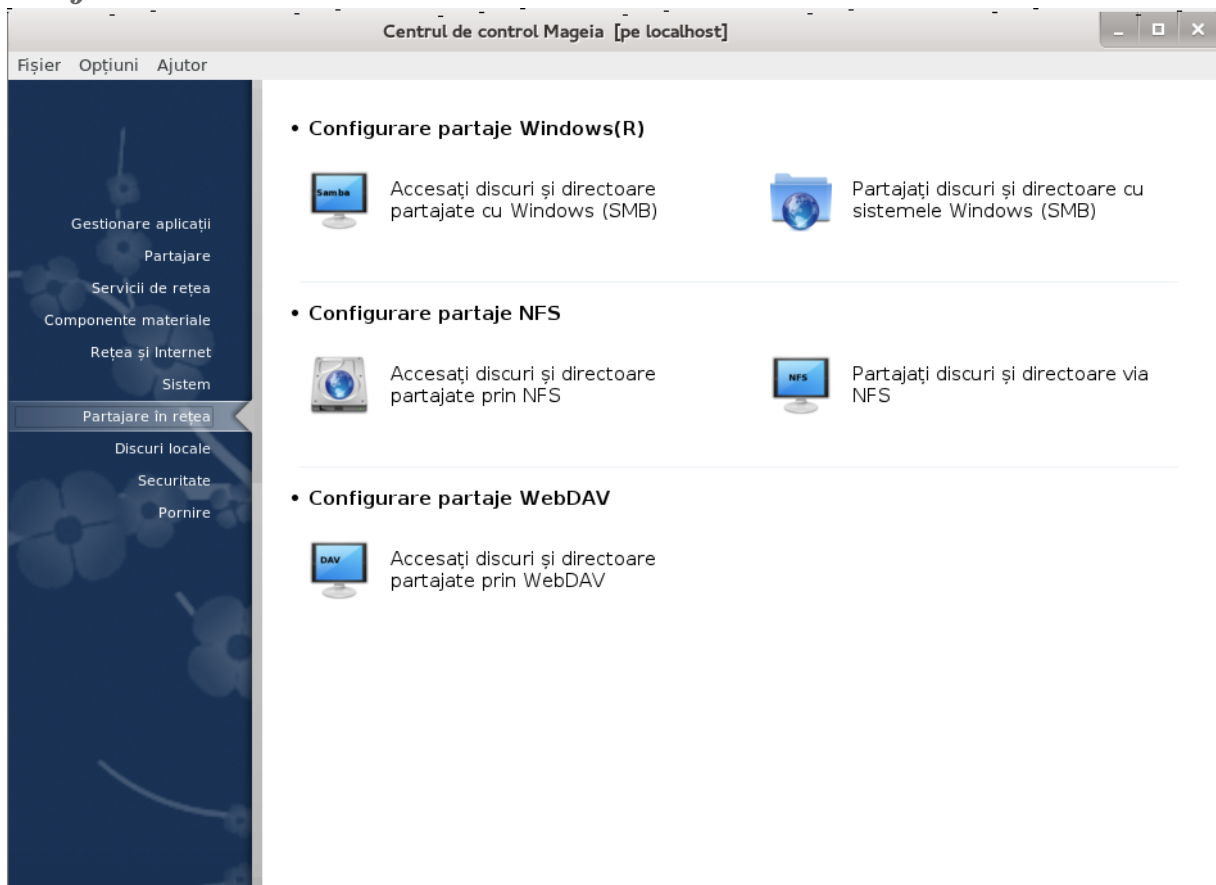 Centrul de control Mageia [pe localhost]
Fișier Opțiuni Ajutor
Gestionare aplicații
Partajare
Servicii de rețea
Componente materiale
Rețea și Internet
Sistem
Partajare în rețea
Discuri locale
Securitate
Pornire
• Configurare partaje Windows(R)
Samba
Accesați discuri și directoare
partajate cu Windows (SMB)
Partajați discuri și directoare cu
sistemele Windows (SMB)
• Configurare partaje NFS
Accesați discuri și directoare
partajate prin NFS
NFS
Partajați discuri și directoare via
NFS
• Configurare partaje WebDAV
DAV
Accesați discuri și directoare
partajate prin WebDAV